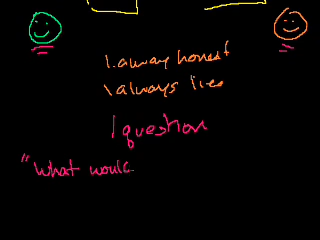 1 always honest
1 always lies
1 question
"What would